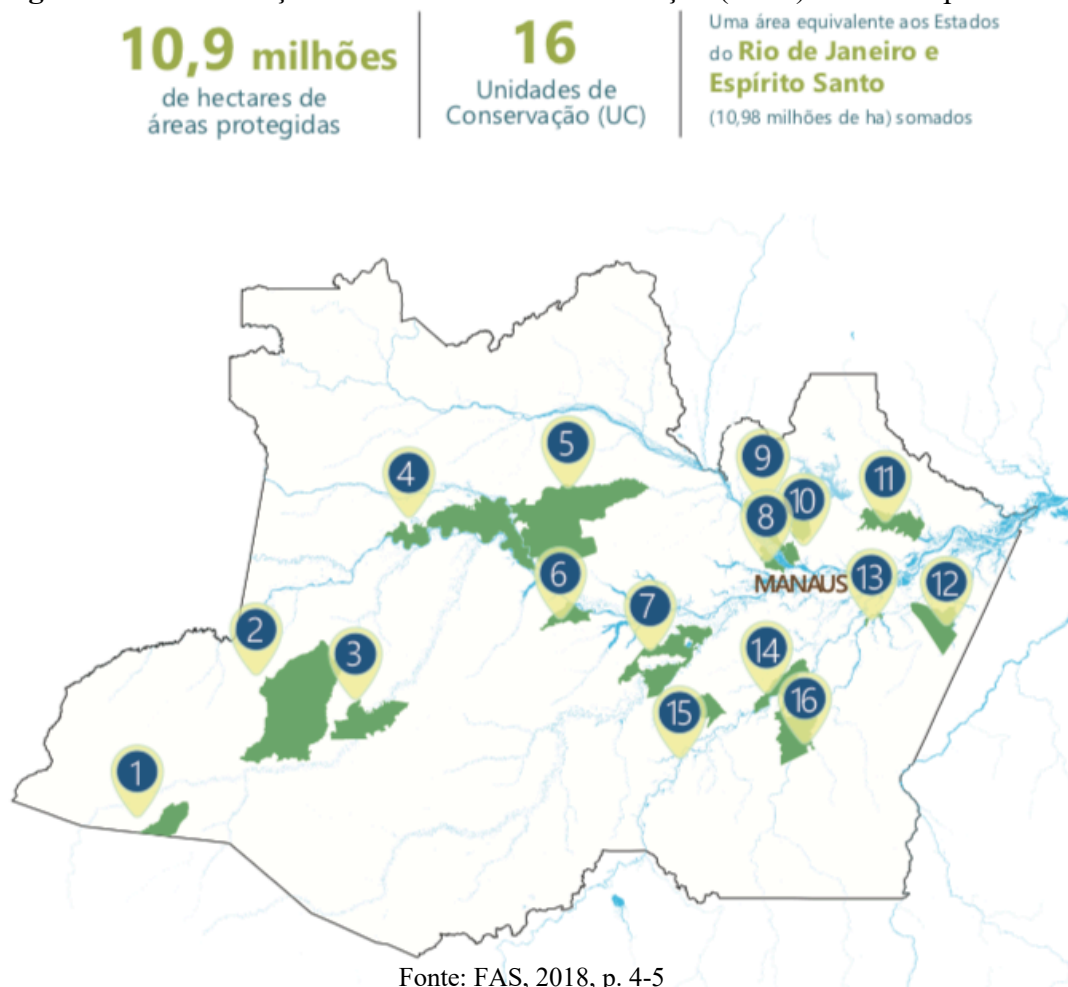 10,9 milhões
de hectares de
áreas protegidas
16
Unidades de
Conservação (UC)
Uma área equivalente aos Estados
do Rio de Janeiro e
Espírito Santo
(10,98 milhões de ha) somados
5
9
4
11
10
8
6
MANAUS
13
12
7
2
14
3
16
15
1
Fonte: FAS, 2018, p. 4-5